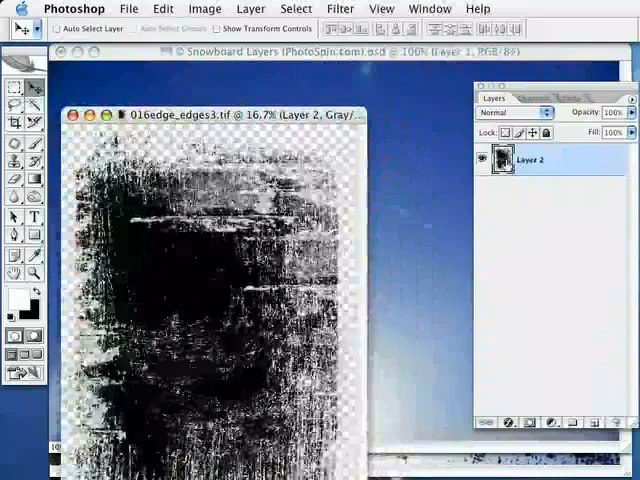 Photoshop File Edit Image Layer Select Filter View Window Help
Auto Select Layer Auto Select Groups Show Transform Controls
© Snowboard Layers (PhotoSpin.com).psd @ 100% (Layer 1, RGB/8#)
Layers Channels Paths
016edge_edges3.tif @ 16.7% (Layer 2, Gray/...
Normal Opacity: 100%
Lock: Fill: 100%
Layer 2
T